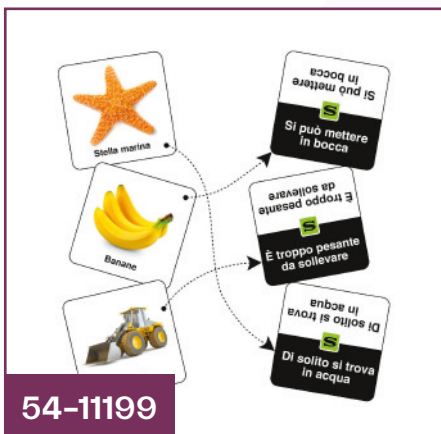 Stella marina
Banane
Si può mettere
in bocca
S
Si può mettere
in bocca
È troppo pesante
da sollevare
S
È troppo pesante
da sollevare
Di solito si trova
in acqua
S
Di solito si trova
in acqua
54-11199